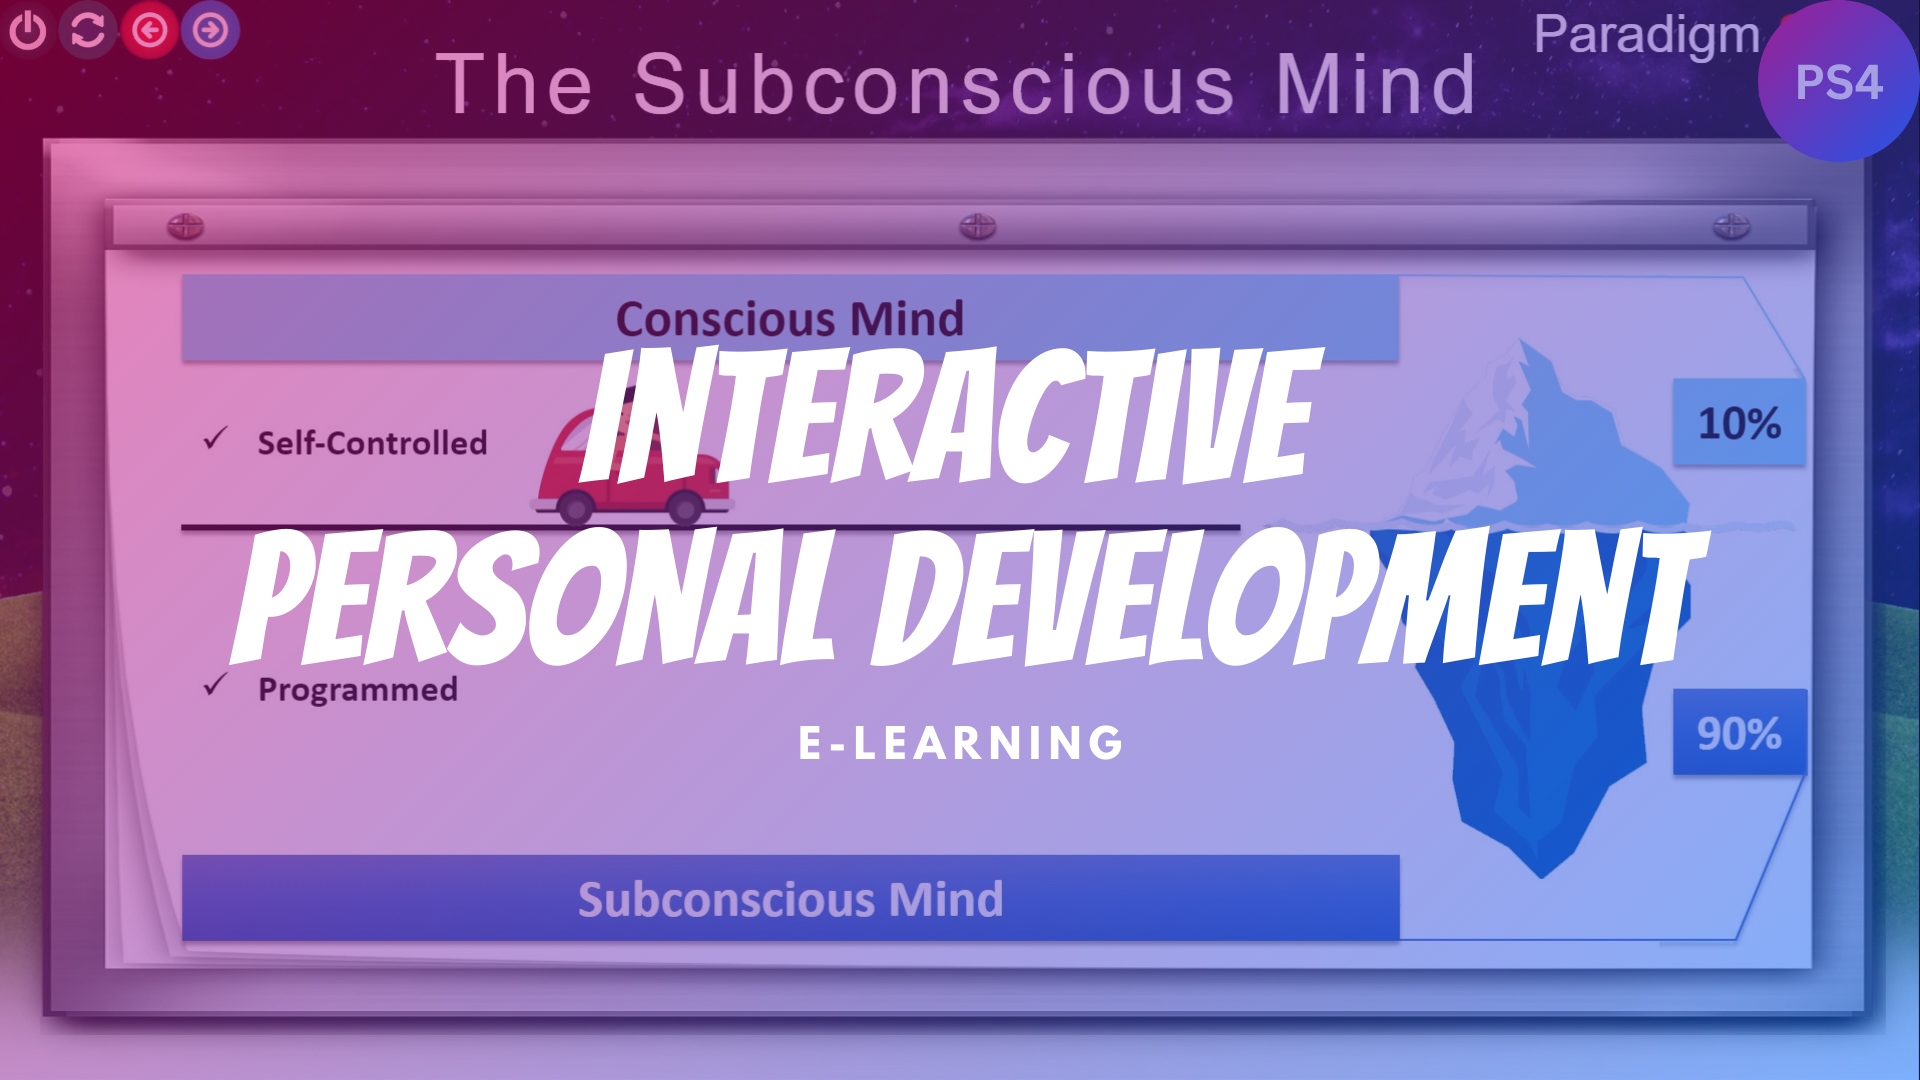 Paradigm
PS4
The Subconscious Mind
Conscious Mind
10%
INTERACTIVE
Self-Controlled
PERSONAL DEVELOPMENT
Programmed
90%
E-LEARNING
Subconscious Mind